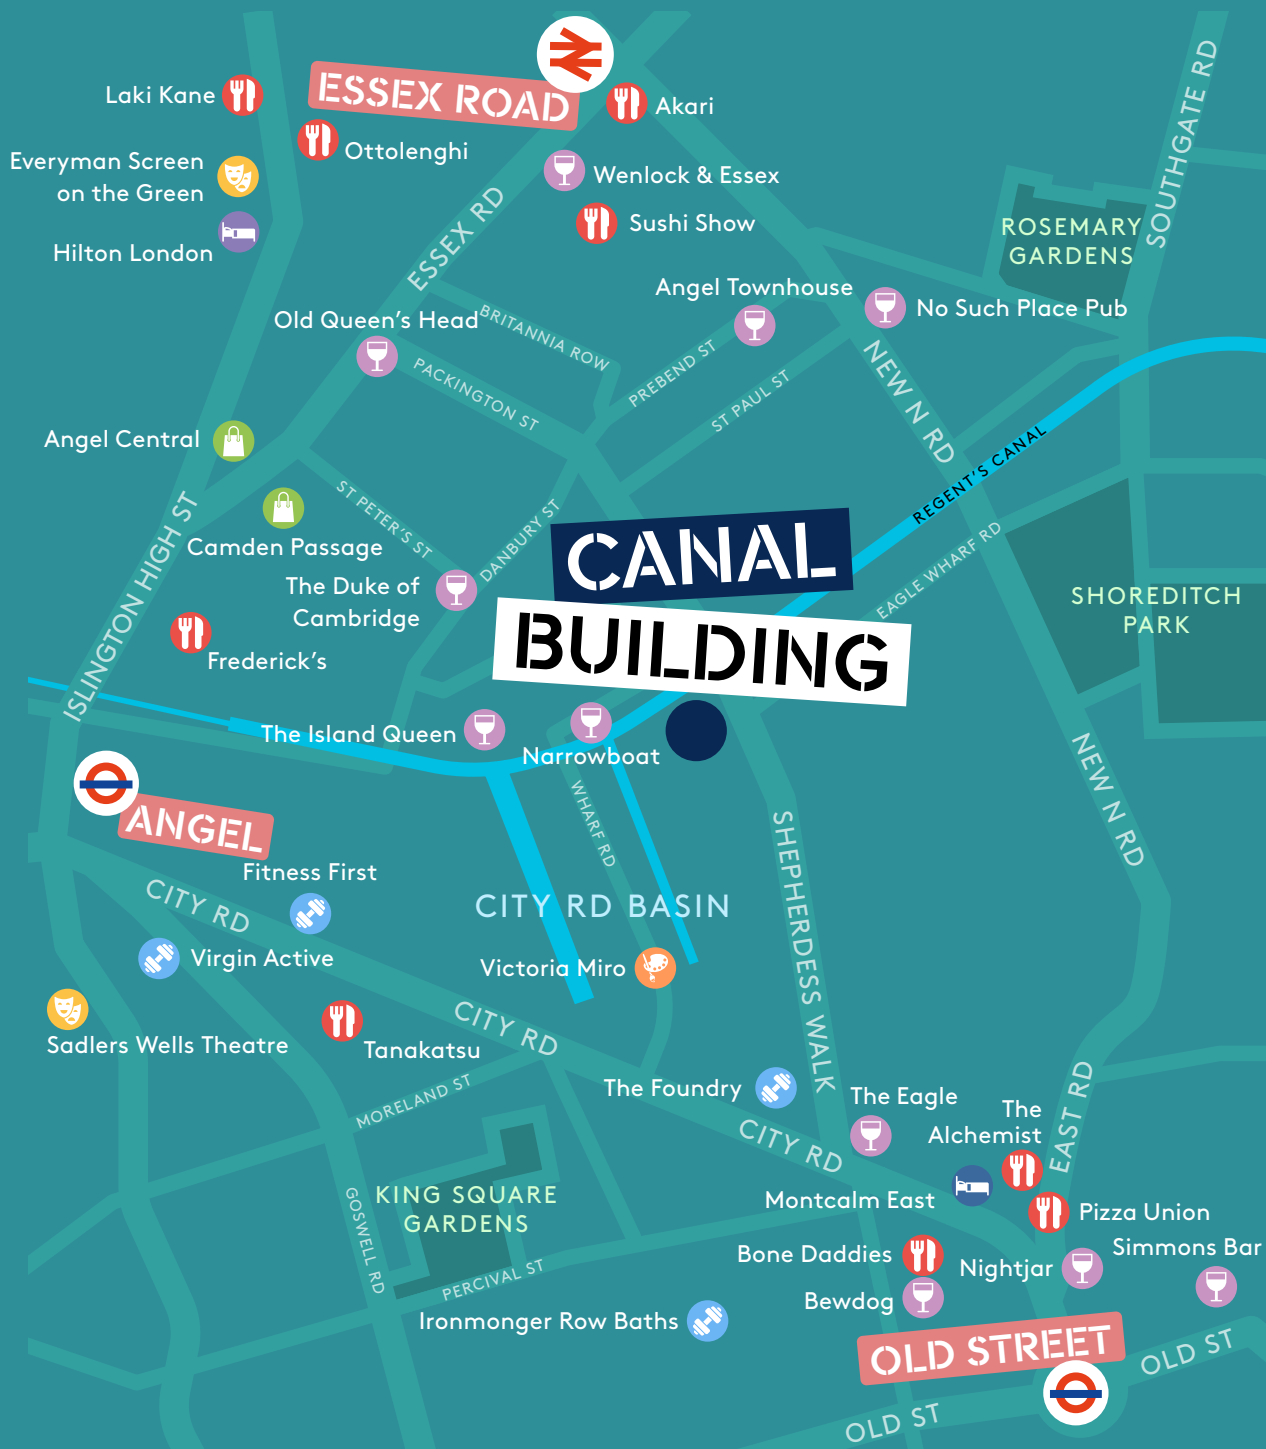 Laki Kane
ESSEX ROAD
Akari
Ottolenghi
Everyman Screen
on the Green
Wenlock & Essex
Hilton London
Sushi Show
ESSEX RD
SOUTHGATE RD
ROSEMARY
GARDENS
Angel Townhouse
No Such Place Pub
Old Queen's Head
BRITANNIA ROW
PACKINGTON ST
PREBEND ST
ST PAUL ST
NEW N RD
Angel Central
REGENT'S CANAL
Camden Passage
ST PETER'S ST
DANBURY ST
ISLINGTON HIGH ST
The Duke of
Cambridge
CANAL
BUILDING
EAGLE WHARF RD
SHOREDITCH
PARK
Frederick's
The Island Queen
Narrowboat
ANGEL
WHARF RD
NEW N RD
Fitness First
CITY RD
CITY RD BASIN
SHEPHERDESS WALK
Virgin Active
Victoria Miro
Sadlers Wells Theatre
Tanakatsu
CITY RD
MORELAND ST
The Foundry
The Eagle
The
Alchemist
EAST RD
CITY RD
KING SQUARE
GARDENS
GOSWELL RD
Montcalm East
Pizza Union
Bone Daddies
Nightjar
Simmons Bar
PERCIVAL ST
Bewdog
Ironmonger Row Baths
OLD STREET
OLD ST
OLD ST